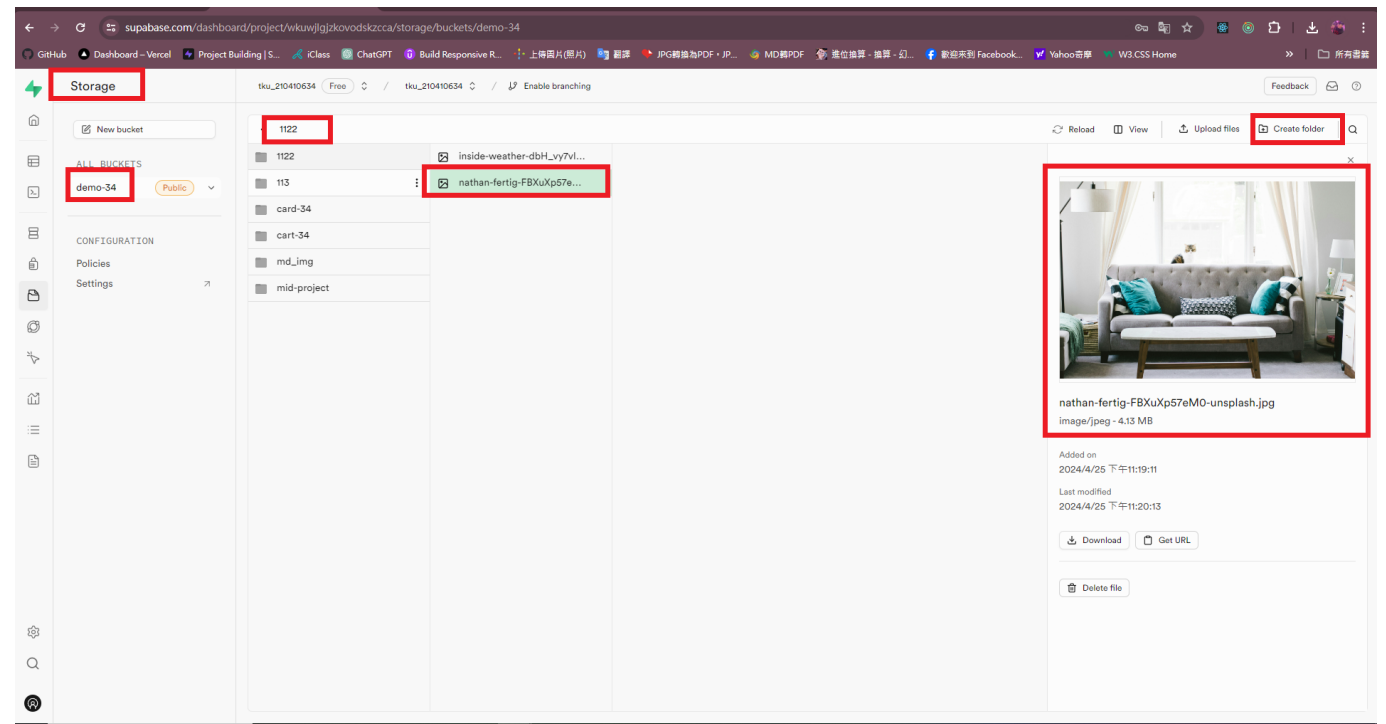 supabase.com/dashboard/project/wkuwjlgjzkovodskzcca/storage/buckets/demo-34
GitHub Dashboard – Vercel Project Building | S... iClass ChatGPT Build Responsive R... 上傳圖片(照片) 翻譯 JPG轉換為PDF・JP... MD轉PDF 進位換算 - 換算 - 幻... 歡迎來到 Facebook... Yahoo奇摩 W3.CSS Home » 所有書籤
Storage tku_210410634 Free / tku_210410634 / Enable branching Feedback
New bucket 1122 Reload View Upload files Create folder
ALL BUCKETS
demo-34 Public
CONFIGURATION
Policies
Settings
1122
113
card-34
cart-34
md_img
mid-project
inside-weather-dbH_vy7vl...
nathan-fertig-FBXuXp57e...
nathan-fertig-FBXuXp57eM0-unsplash.jpg
image/jpeg - 4.13 MB
Added on
2024/4/25 下午11:19:11
Last modified
2024/4/25 下午11:20:13
Download Get URL
Delete file